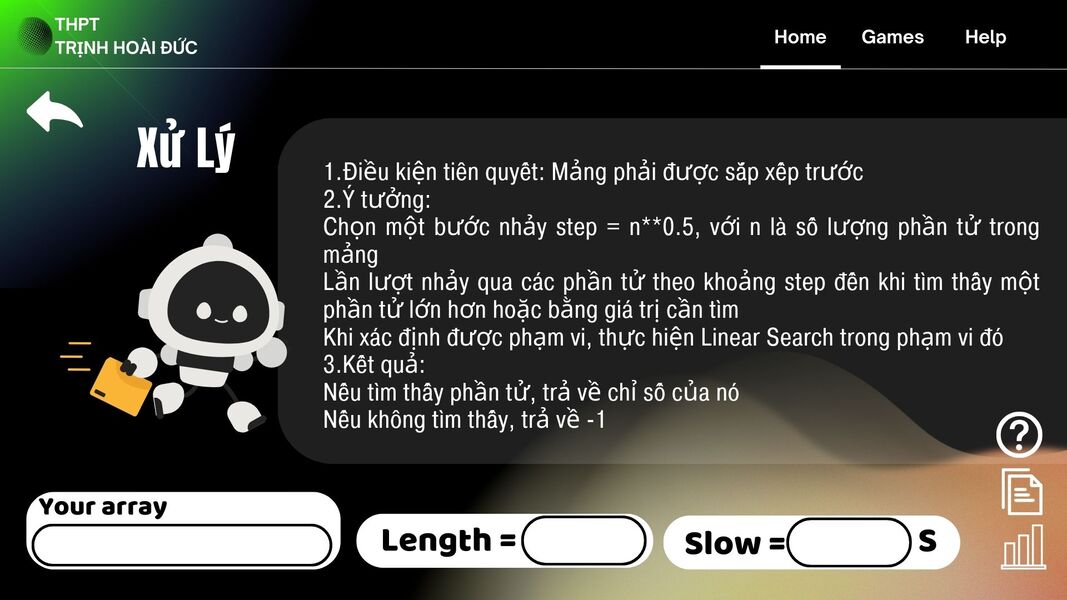 THPT
TRỊNH HOÀI ĐỨC
Home
Games
Help
Xử Lý
1.Điều kiện tiên quyết: Mảng phải được sắp xếp trước
2.Ý tưởng:
Chọn một bước nhảy step = n**0.5, với n là số lượng phần tử trong
mảng
Lần lượt nhảy qua các phần tử theo khoảng step đến khi tìm thấy một
phần tử lớn hơn hoặc bằng giá trị cần tìm
Khi xác định được phạm vi, thực hiện Linear Search trong phạm vi đó
3.Kết quả:
Nếu tìm thấy phần tử, trả về chỉ số của nó
Nếu không tìm thấy, trả về -1
Your array
Length =
Slow =
S